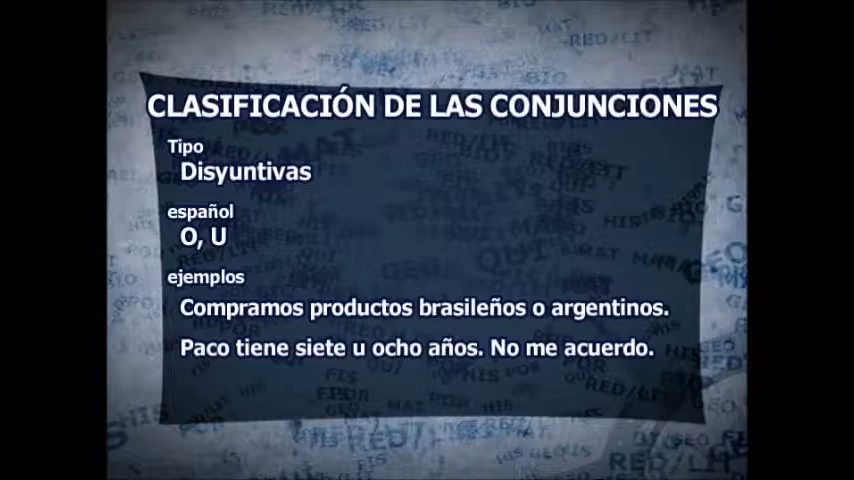 CLASIFICACIÓN DE LAS CONJUNCIONES
Tipo
Disyuntivas
español
O, U
ejemplos
Compramos productos brasileños o argentinos.
Paco tiene siete u ocho años. No me acuerdo.